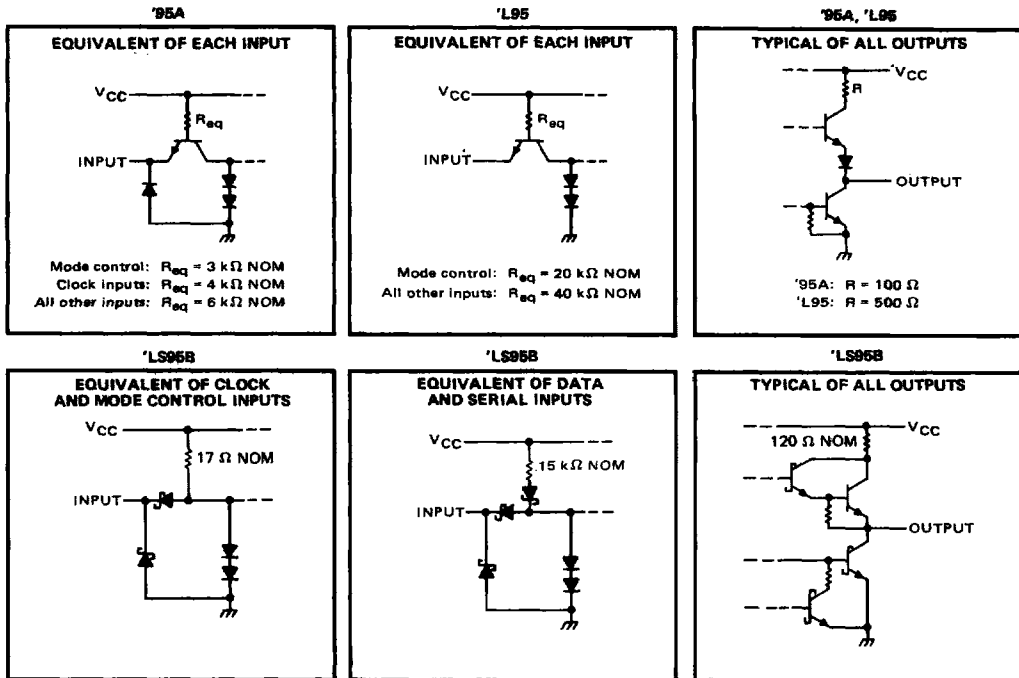 '95A
EQUIVALENT OF EACH INPUT
VCC
Req
INPUT
Mode control: Req = 3 kΩ NOM
Clock inputs: Req = 4 kΩ NOM
All other inputs: Req = 6 kΩ NOM
'L95
EQUIVALENT OF EACH INPUT
VCC
Req
INPUT
Mode control: Req = 20 kΩ NOM
All other inputs: Req = 40 kΩ NOM
'95A, 'L95
TYPICAL OF ALL OUTPUTS
VCC
R
OUTPUT
'95A: R = 100 Ω
'L95: R = 500 Ω
'LS95B
EQUIVALENT OF CLOCK
AND MODE CONTROL INPUTS
VCC
17 Ω NOM
INPUT
'LS95B
EQUIVALENT OF DATA
AND SERIAL INPUTS
VCC
15 kΩ NOM
INPUT
'LS95B
TYPICAL OF ALL OUTPUTS
VCC
120 Ω NOM
OUTPUT